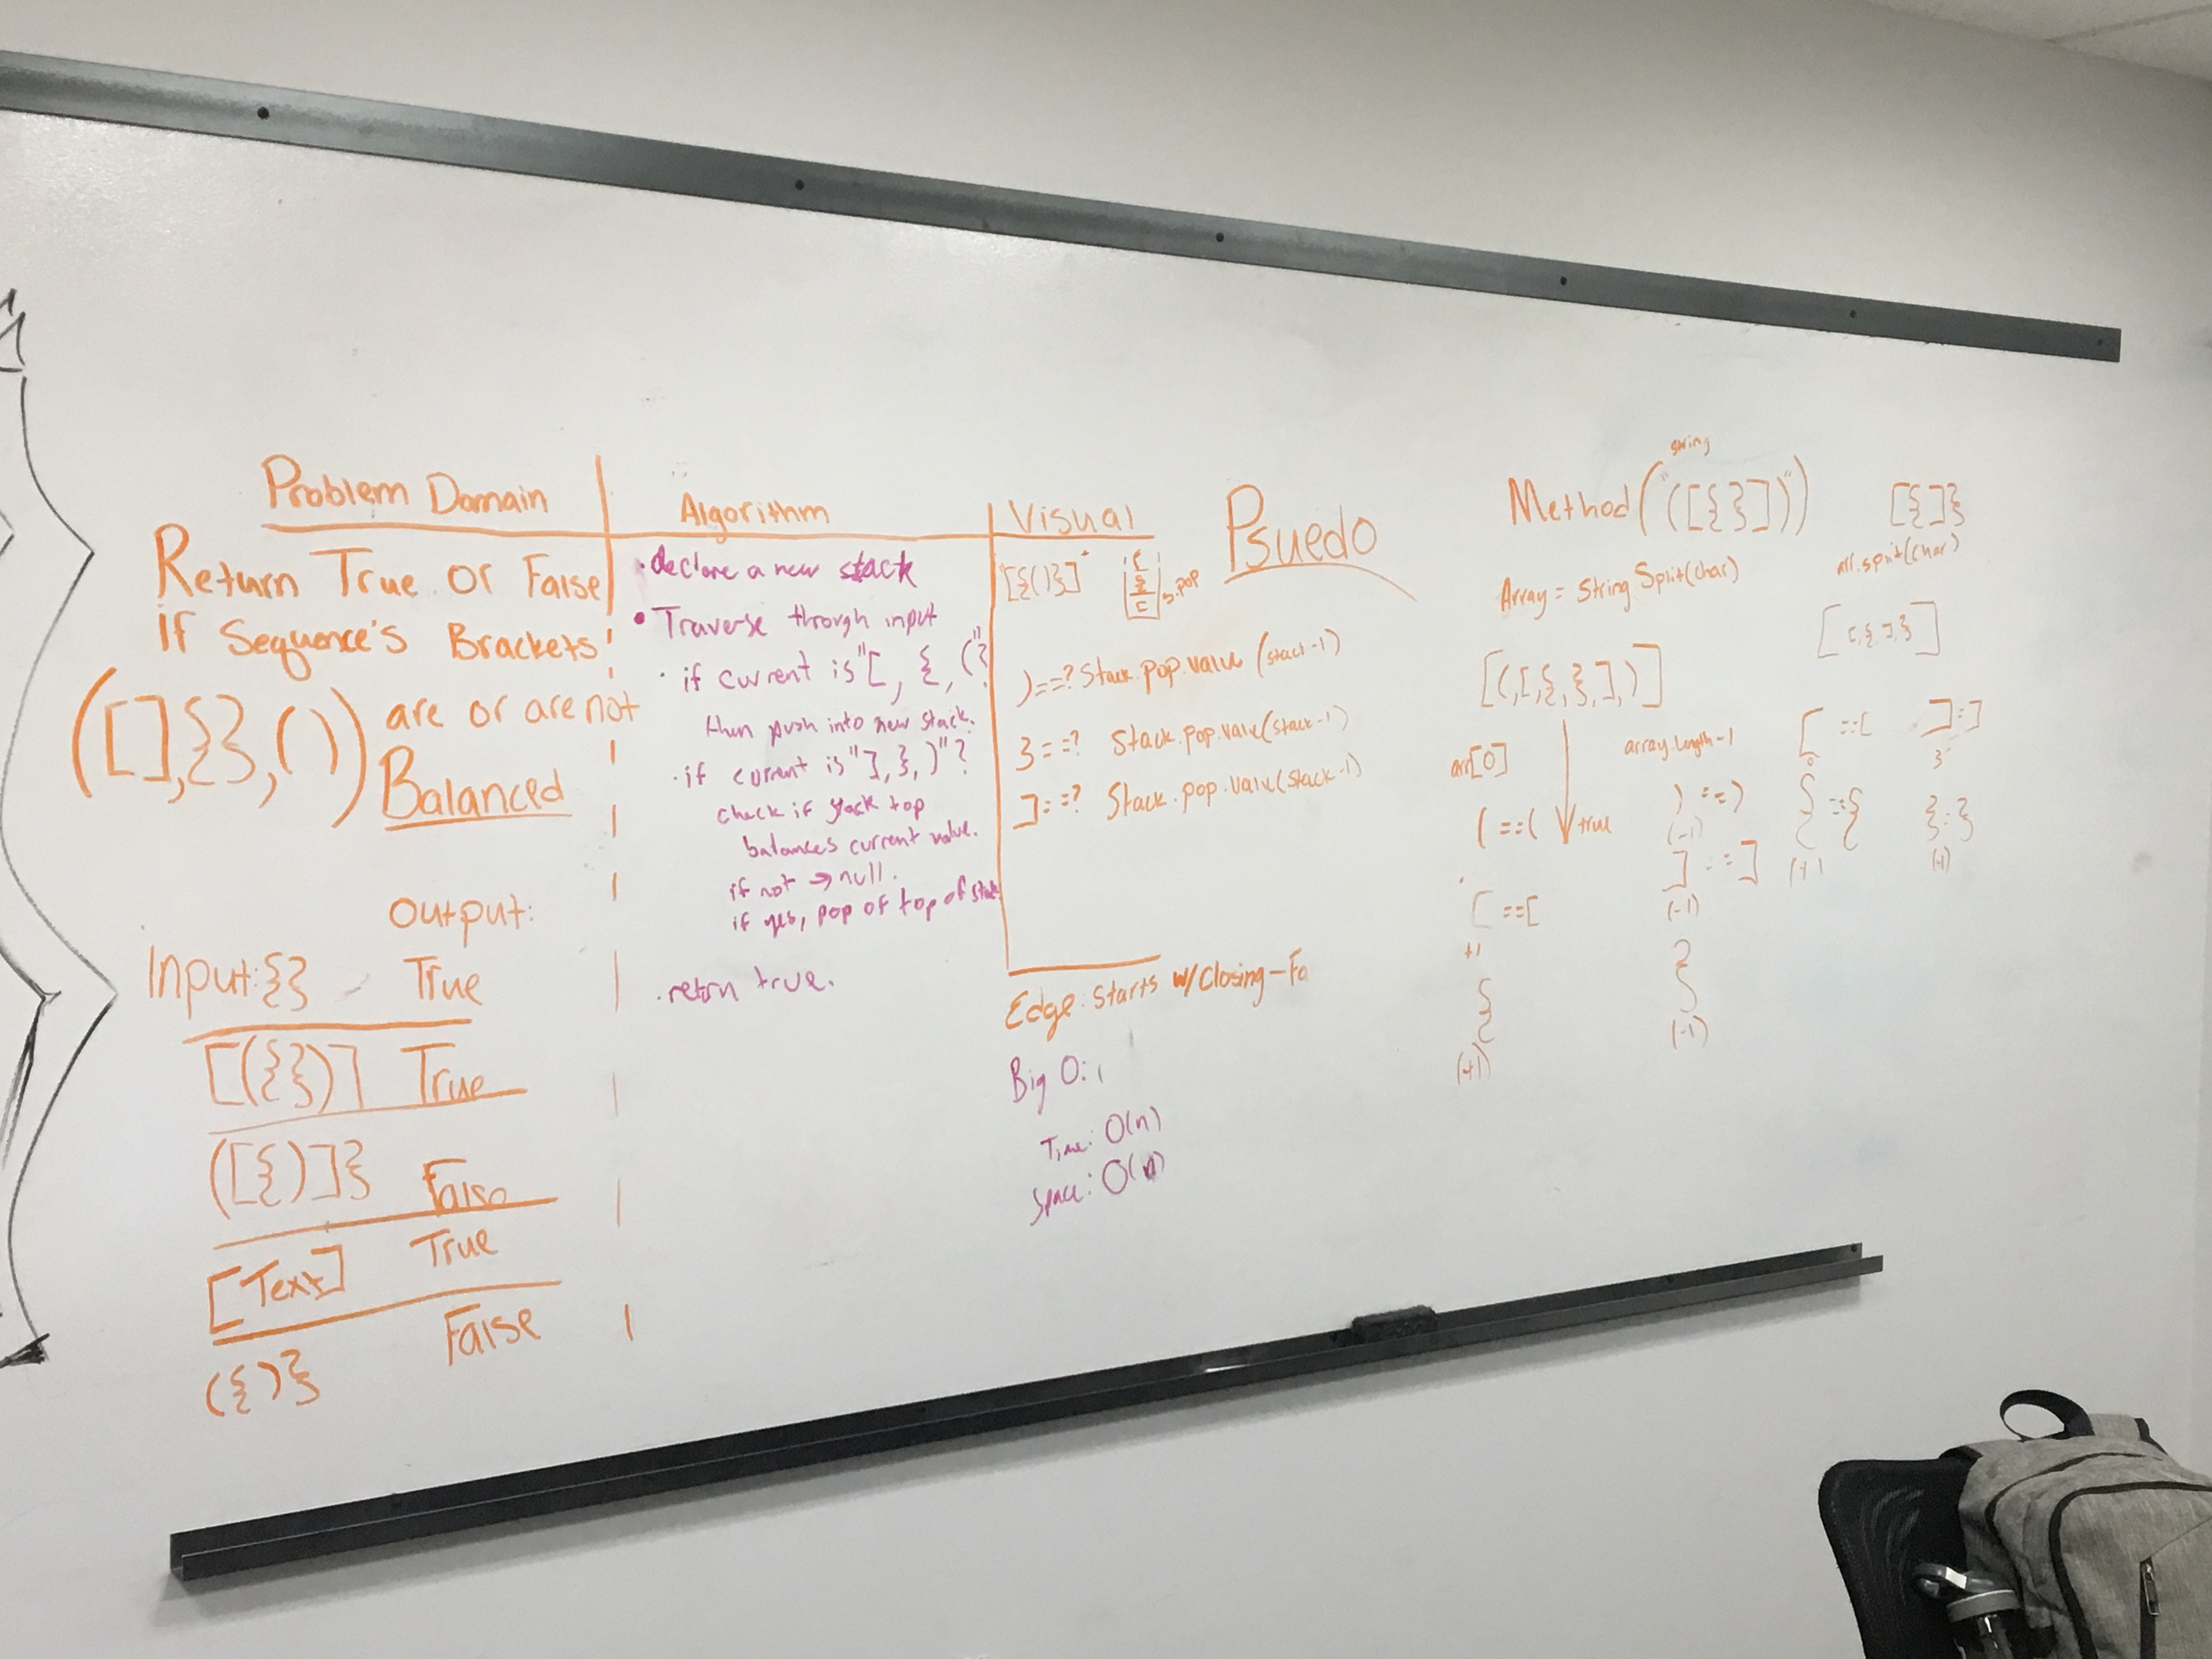 Problem Domain
Return True or False
if Sequence's Brackets
([],{},()) are or are not
Balanced
Output:
Input: {} True
[({})] True
([{)]} False
[Text] True
({)} False
Algorithm
· declare a new stack
• Traverse through input
· if current is "[, {, ("?
then push into new stack.
· if current is "], }, )"?
check if stack top
balances current value.
if not → null.
if yes, pop of top of stack
· retrn true.
Visual
[{()}]
s.pop
) ==? Stack.pop.value (stack-1)
} ==? Stack.pop.value (stack-1)
] ==? Stack.pop.value (stack-1)
Edge: Starts w/ Closing - Fa
Big O:
Time: O(n)
Space: O(n)
Psuedo
string
Method("([{}])")
Array = String.Split(char)
[(,[,{,},],)]
arr[0]
array.length-1
( == ( true
) == )
(-1)
[ == [
] == ]
+1
(-1)
{
}
(+1)
(-1)
[{]}
arr.split(char)
[[,{,],}]
[ == [
0
] = ]
3
{ == {
} = }
(+1
(-1)